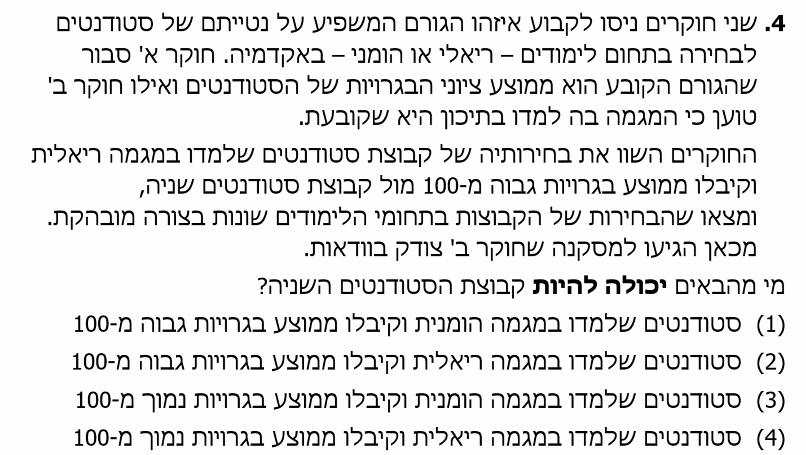 4. שני חוקרים ניסו לקבוע איזהו הגורם המשפיע על נטייתם של סטודנטים
לבחירה בתחום לימודים – ריאלי או הומני – באקדמיה. חוקר א' סבור
שהגורם הקובע הוא ממוצע ציוני הבגרויות של הסטודנטים ואילו חוקר ב'
טוען כי המגמה בה למדו בתיכון היא שקובעת.
החוקרים השוו את בחירותיה של קבוצת סטודנטים שלמדו במגמה ריאלית
וקיבלו ממוצע בגרויות גבוה מ-100 מול קבוצת סטודנטים שניה,
ומצאו שהבחירות של הקבוצות בתחומי הלימודים שונות בצורה מובהקת.
מכאן הגיעו למסקנה שחוקר ב' צודק בוודאות.
מי מהבאים יכולה להיות קבוצת הסטודנטים השניה?
(1) סטודנטים שלמדו במגמה הומנית וקיבלו ממוצע בגרויות גבוה מ-100
(2) סטודנטים שלמדו במגמה ריאלית וקיבלו ממוצע בגרויות גבוה מ-100
(3) סטודנטים שלמדו במגמה הומנית וקיבלו ממוצע בגרויות נמוך מ-100
(4) סטודנטים שלמדו במגמה ריאלית וקיבלו ממוצע בגרויות נמוך מ-100